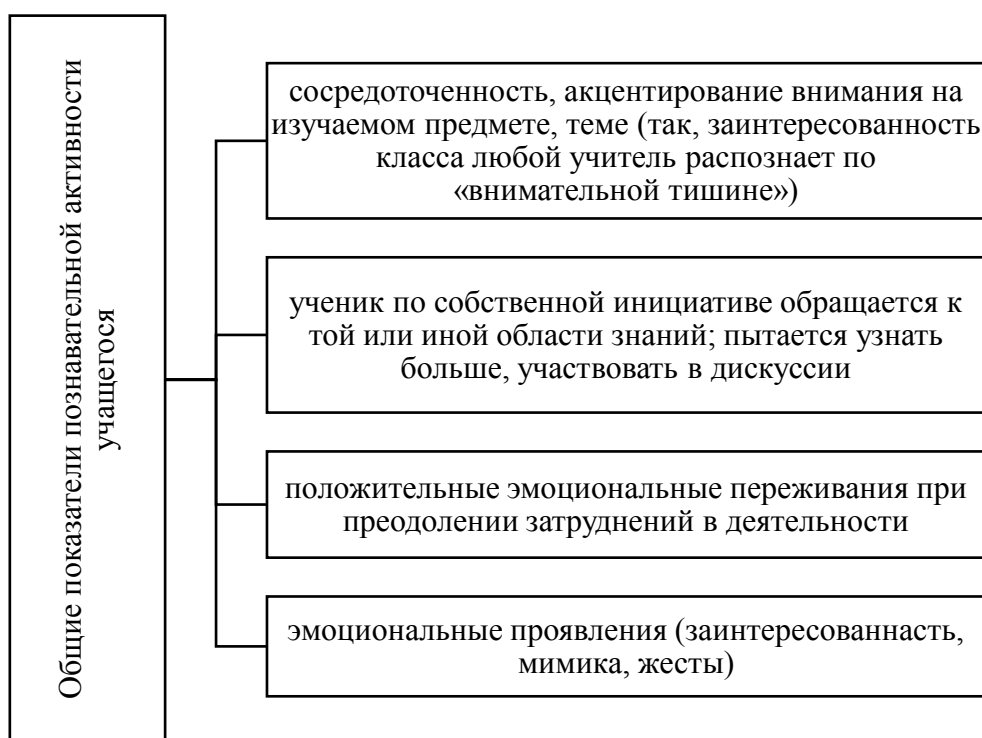 Общие показатели познавательной активности
учащегося
сосредоточенность, акцентирование внимания на
изучаемом предмете, теме (так, заинтересованность
класса любой учитель распознает по
«внимательной тишине»)
ученик по собственной инициативе обращается к
той или иной области знаний; пытается узнать
больше, участвовать в дискуссии
положительные эмоциональные переживания при
преодолении затруднений в деятельности
эмоциональные проявления (заинтересованнасть,
мимика, жесты)